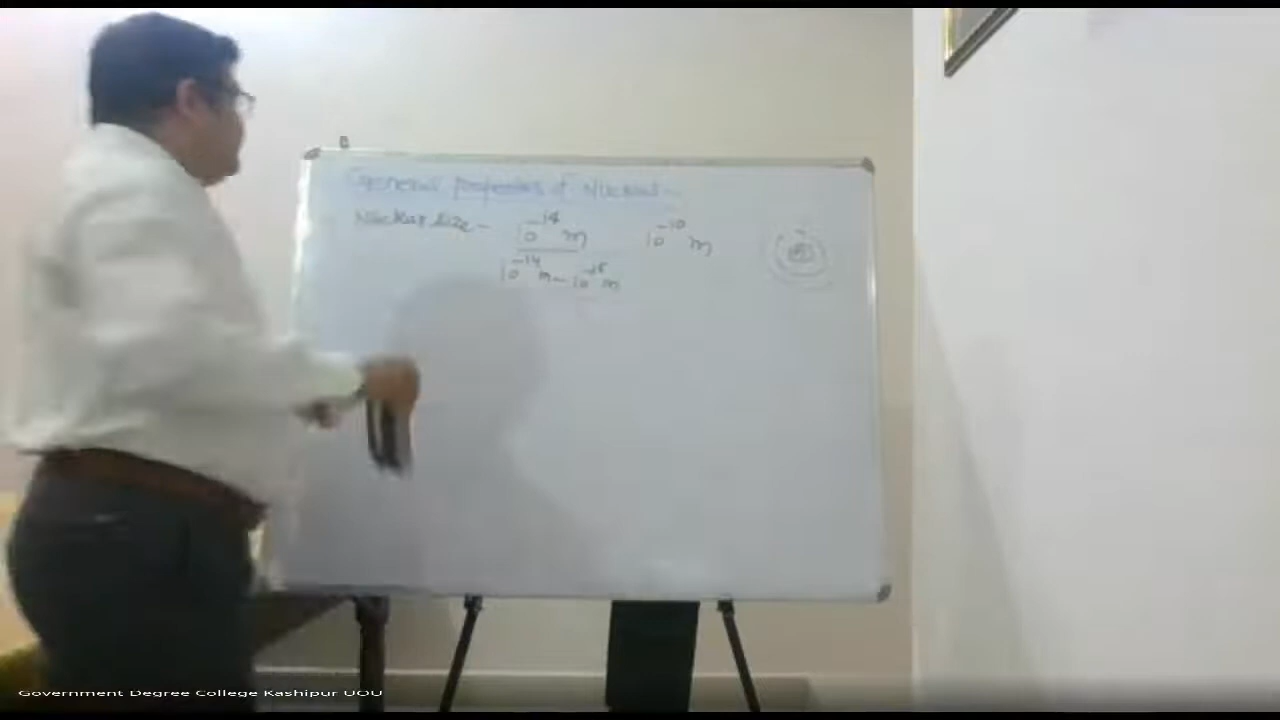 General properties of Nucleus -
Nuclear Size - 10⁻¹⁴ m 10⁻¹⁰ m
10⁻¹⁴ m - 10⁻¹⁵ m
Government Degree College Kashipur UOU